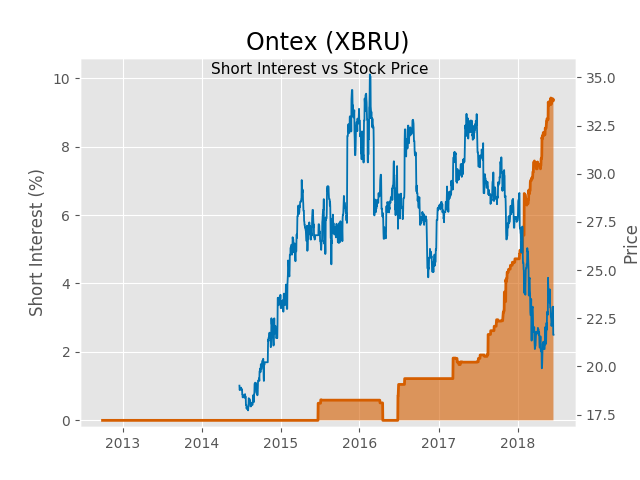 Ontex (XBRU)
Short Interest vs Stock Price
Short Interest (%)
10
8
6
4
2
0
35.0
32.5
30.0
27.5
25.0
22.5
20.0
17.5
Price
2013 2014 2015 2016 2017 2018